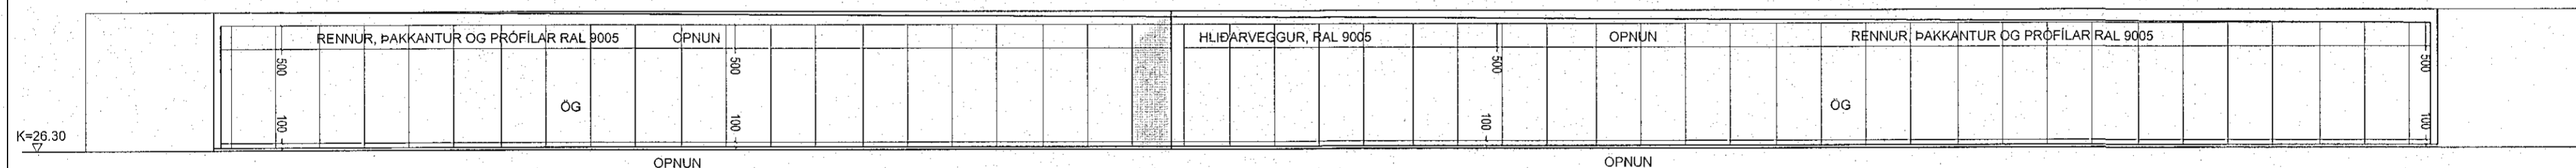 RENNUR, ÞAKKANTUR OG PRÓFÍLAR RAL 9005
OPNUN
HLIÐARVEGGUR, RAL 9005
OPNUN
RENNUR, ÞAKKANTUR OG PRÓFÍLAR RAL 9005
500
500
500
500
ÖG
ÖG
100
100
100
100
K=26.30
OPNUN
OPNUN